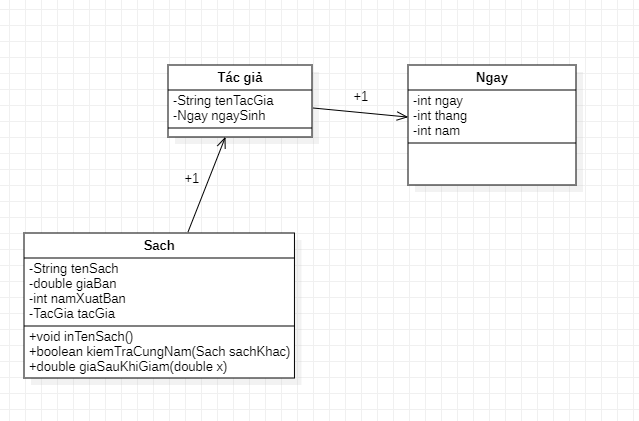 Tác giả
-String tenTacGia
-Ngay ngaySinh
+1
Ngay
-int ngay
-int thang
-int nam
+1
Sach
-String tenSach
-double giaBan
-int namXuatBan
-TacGia tacGia
+void inTenSach()
+boolean kiemTraCungNam(Sach sachKhac)
+double giaSauKhiGiam(double x)